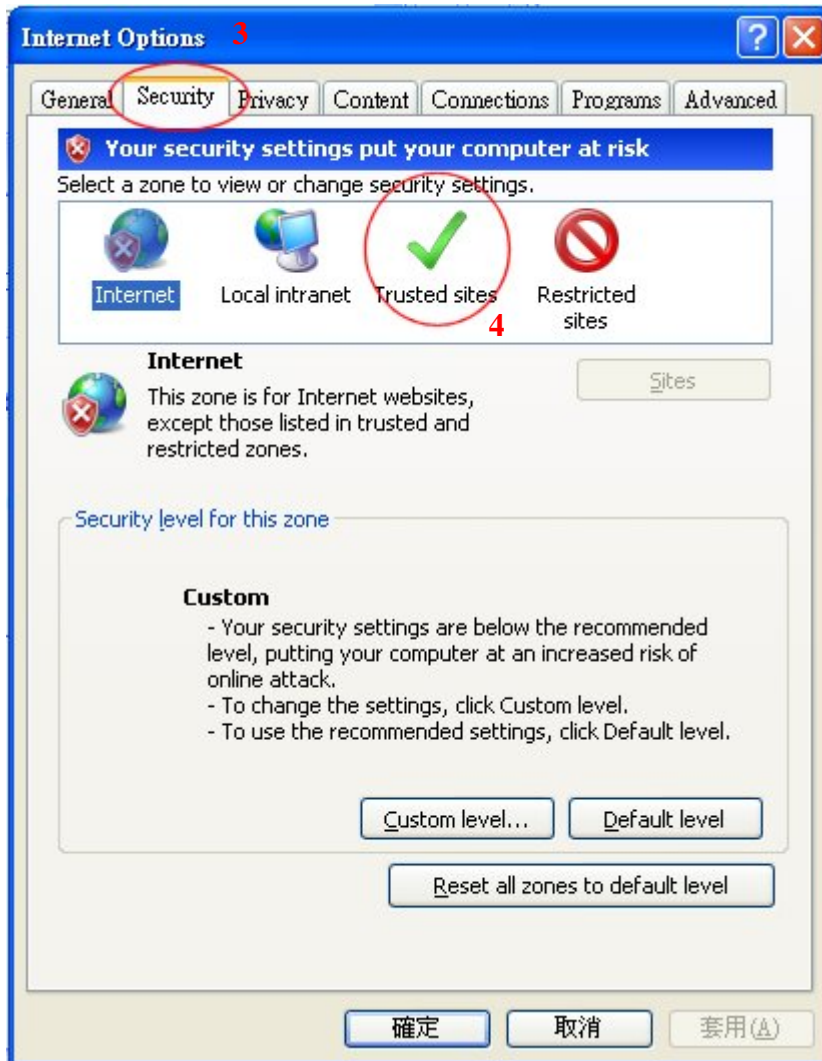 Internet Options 3
General Security Privacy Content Connections Programs Advanced
Your security settings put your computer at risk
Select a zone to view or change security settings.
Internet Local intranet Trusted sites Restricted sites
4
Internet
This zone is for Internet websites,
except those listed in trusted and
restricted zones.
Sites
Security level for this zone
Custom
- Your security settings are below the recommended
level, putting your computer at an increased risk of
online attack.
- To change the settings, click Custom level.
- To use the recommended settings, click Default level.
Custom level... Default level
Reset all zones to default level
確定 取消 套用(A)